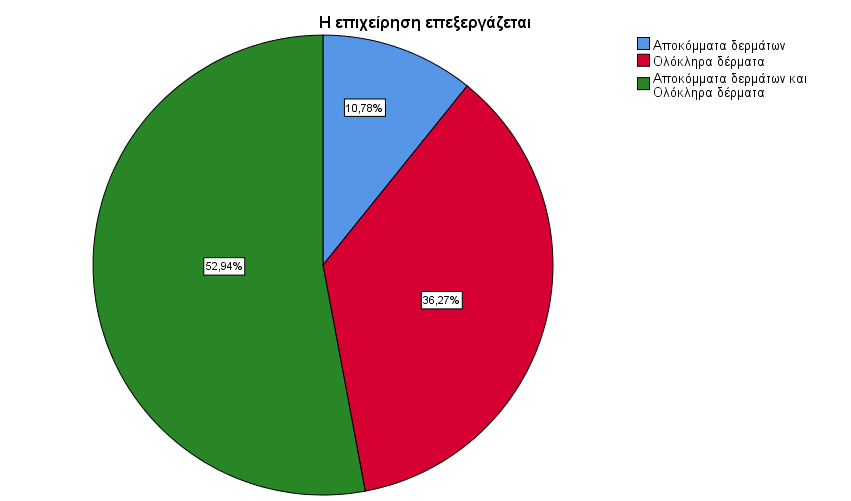 Η επιχείρηση επεξεργάζεται
Αποκόμματα δερμάτων
Ολόκληρα δέρματα
Αποκόμματα δερμάτων και
Ολόκληρα δέρματα
10,78%
52,94%
36,27%